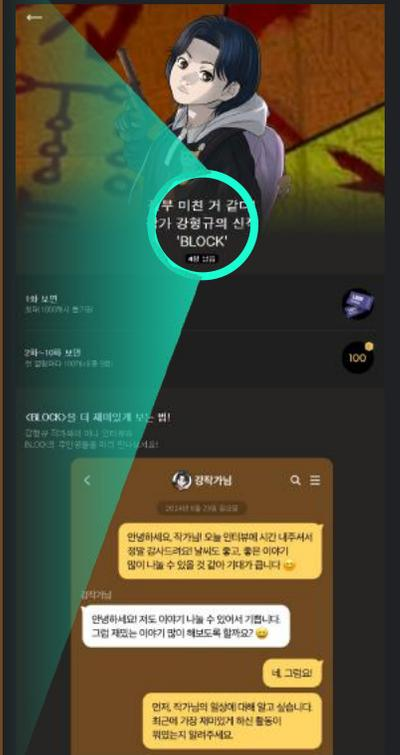 부 미친 거 같다!
가 강형규의 신작
'BLOCK'
1화 보면
2화~10화 보면
100
<BLOCK>을 더 재미있게 보는 법!
강작가님
안녕하세요, 작가님! 오늘 인터뷰에 시간 내주셔서
정말 감사드려요! 날씨도 좋고, 좋은 이야기
많이 나눌 수 있을 것 같아 기대가 큽니다 😊
강작가님
안녕하세요! 저도 이야기 나눌 수 있어서 기쁩니다.
그럼 재밌는 이야기 많이 해보도록 할까요? 😄
네, 그럼요!
먼저, 작가님의 일상에 대해 알고 싶습니다.
최근에 가장 재미있게 하신 활동이
뭐였는지 알려주세요.